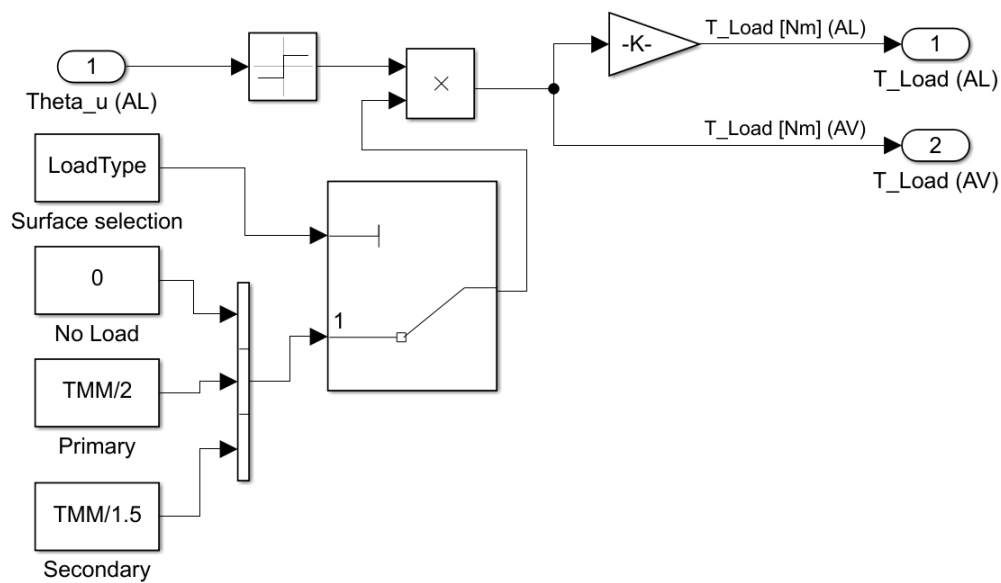 1
Theta_u (AL)
×
-K-
T_Load [Nm] (AL)
1
T_Load (AL)
T_Load [Nm] (AV)
2
T_Load (AV)
LoadType
Surface selection
0
No Load
1
TMM/2
Primary
TMM/1.5
Secondary